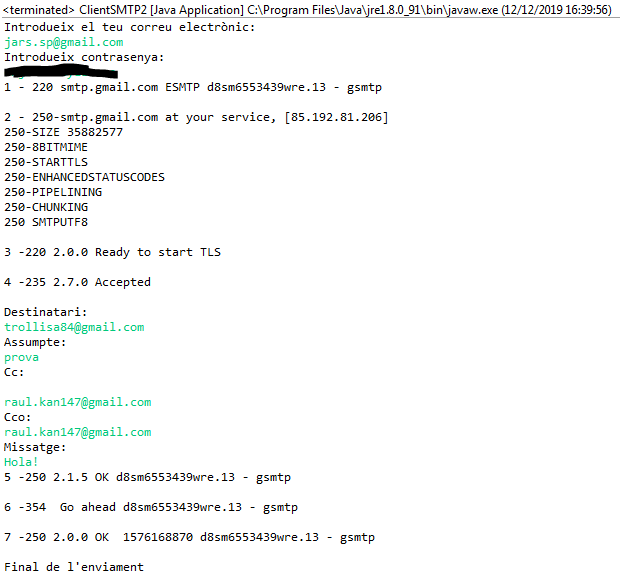 <terminated> ClientSMTP2 [Java Application] C:\Program Files\Java\jre1.8.0_91\bin\javaw.exe (12/12/2019 16:39:56)
Introdueix el teu correu electrònic:
jars.sp@gmail.com
Introdueix contrasenya:
1 - 220 smtp.gmail.com ESMTP d8sm6553439wre.13 - gsmtp
2 - 250-smtp.gmail.com at your service, [85.192.81.206]
250-SIZE 35882577
250-8BITMIME
250-STARTTLS
250-ENHANCEDSTATUSCODES
250-PIPELINING
250-CHUNKING
250 SMTPUTF8
3 -220 2.0.0 Ready to start TLS
4 -235 2.7.0 Accepted
Destinatari:
trollisa84@gmail.com
Assumpte:
prova
Cc:
raul.kan147@gmail.com
Cco:
raul.kan147@gmail.com
Missatge:
Hola!
5 -250 2.1.5 OK d8sm6553439wre.13 - gsmtp
6 -354  Go ahead d8sm6553439wre.13 - gsmtp
7 -250 2.0.0 OK  1576168870 d8sm6553439wre.13 - gsmtp
Final de l'enviament